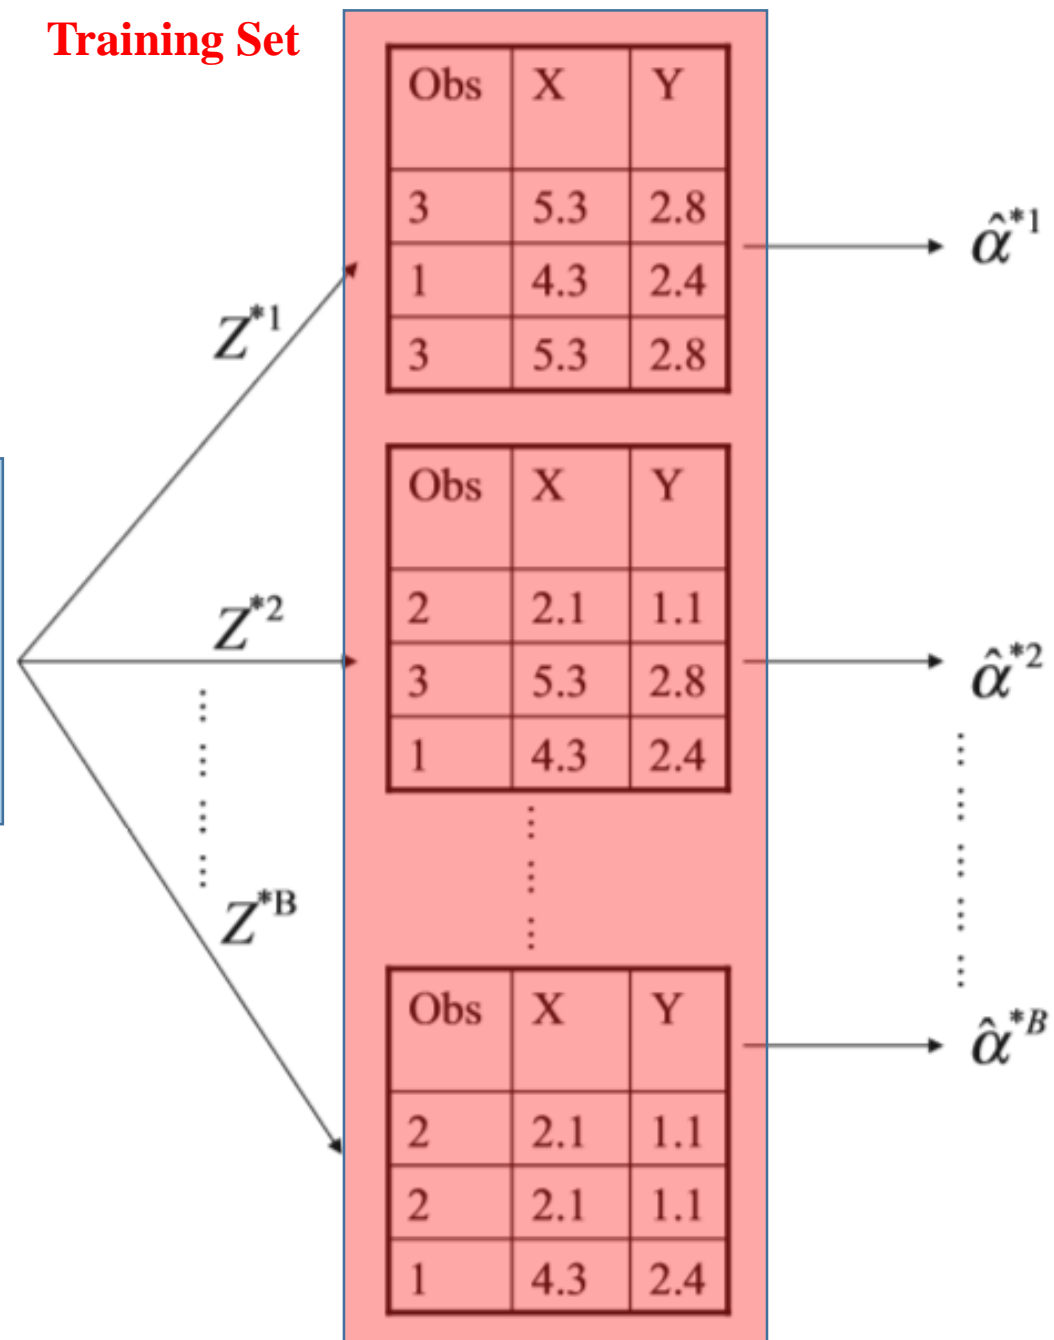 Training Set
Obs X Y
3 5.3 2.8
1 4.3 2.4
3 5.3 2.8
α̂*1
Z*1
Obs X Y
2 2.1 1.1
3 5.3 2.8
1 4.3 2.4
Z*2
α̂*2
Z*B
Obs X Y
2 2.1 1.1
2 2.1 1.1
1 4.3 2.4
α̂*B